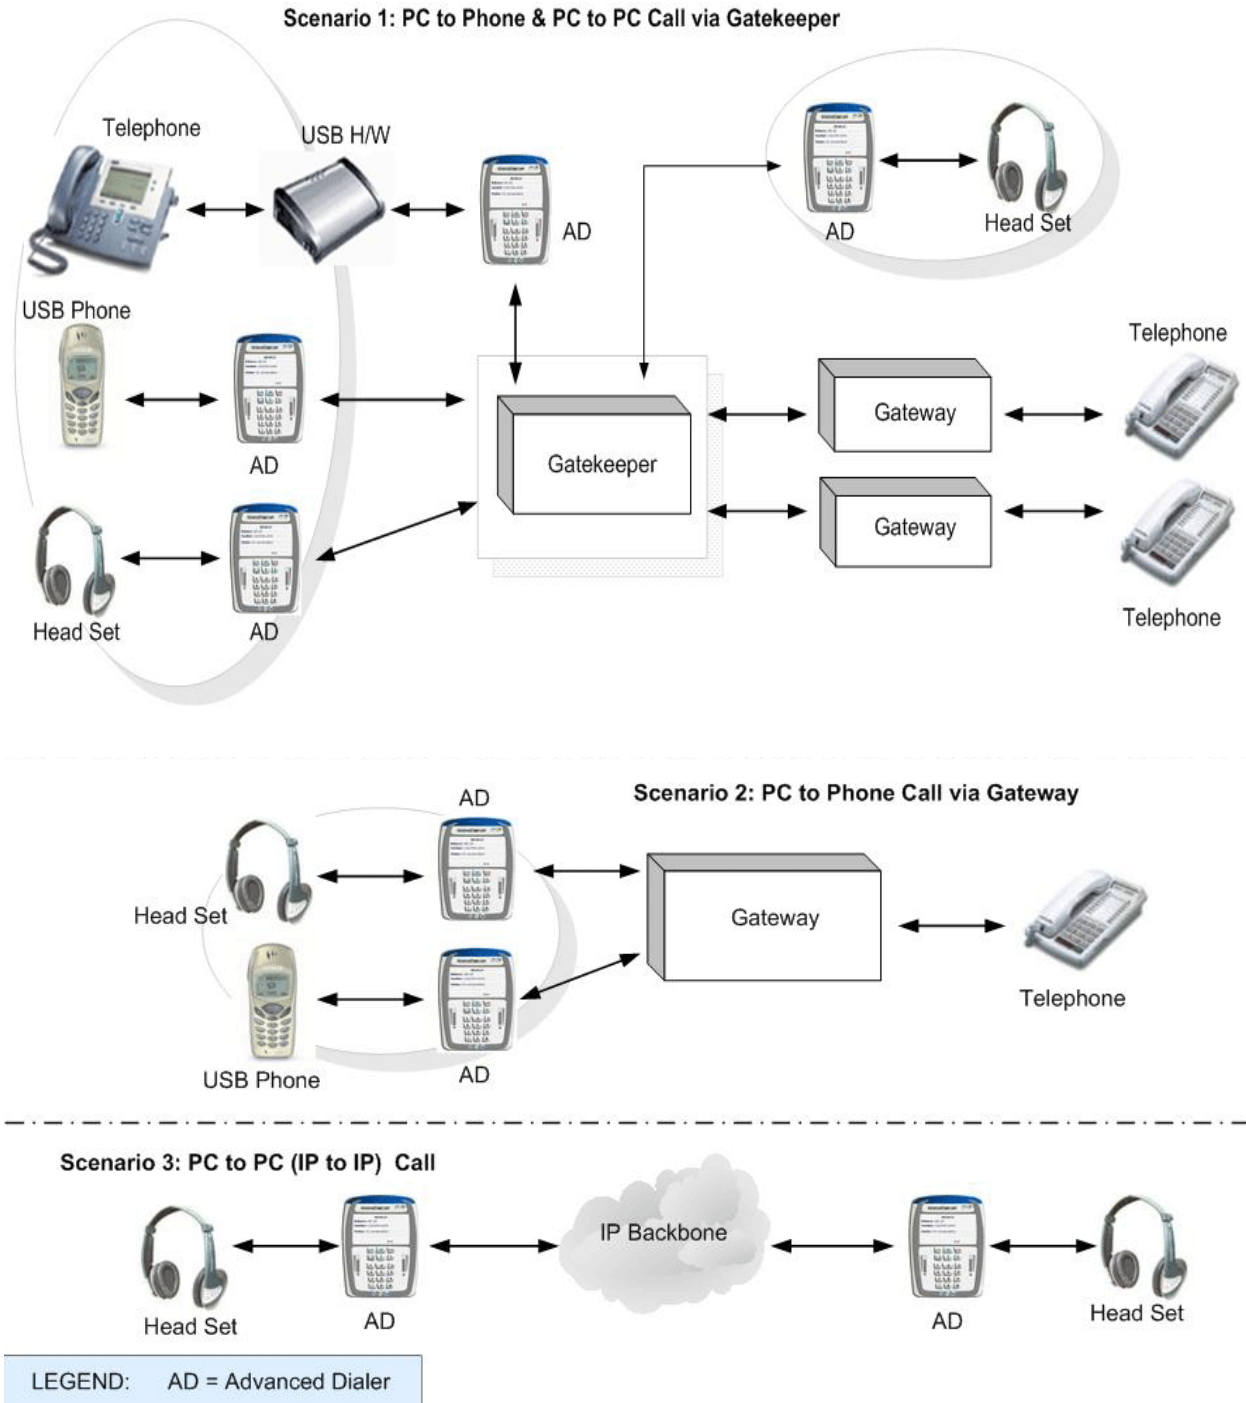 Scenario 1: PC to Phone & PC to PC Call via Gatekeeper
Telephone
USB H/W
AD
AD
Head Set
USB Phone
AD
Gatekeeper
Gateway
Telephone
Gateway
Telephone
Head Set
AD
Scenario 2: PC to Phone Call via Gateway
AD
Head Set
Gateway
Telephone
USB Phone
AD
Scenario 3: PC to PC (IP to IP) Call
IP Backbone
Head Set
AD
AD
Head Set
LEGEND: AD = Advanced Dialer